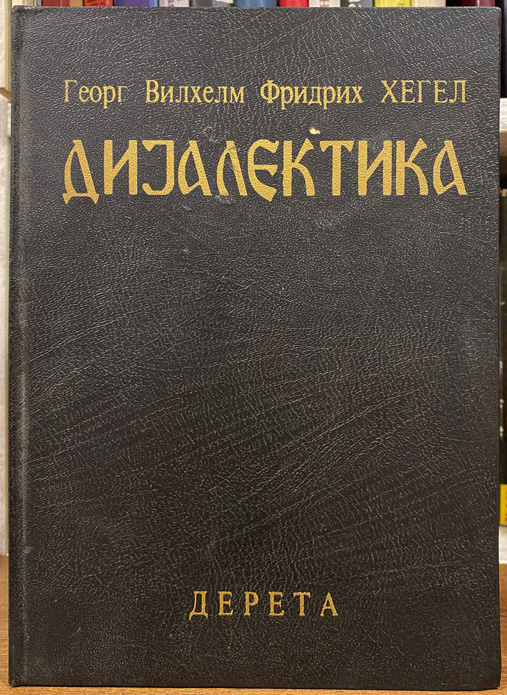 Георг Вилхелм Фридрих ХЕГЕЛ
ДИЈАЛЕКТИКА
ДЕРЕТА